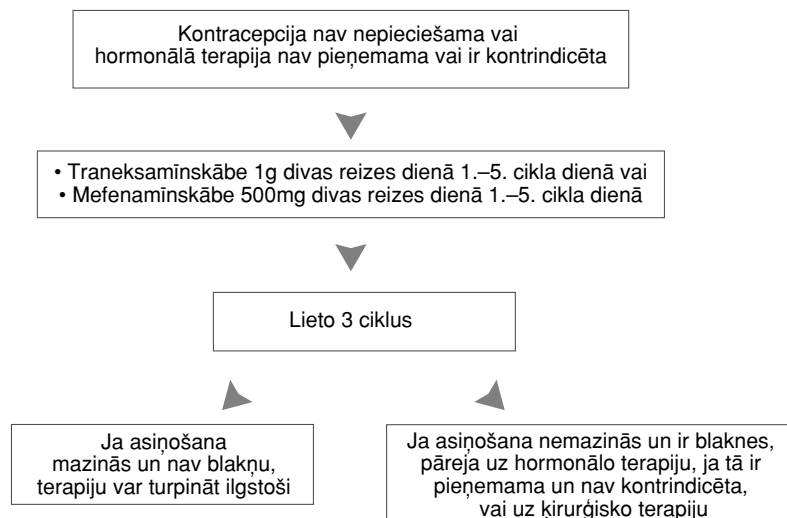 Kontracepcija nav nepieciešama vai
hormonālā terapija nav pieņemama vai ir kontrindicēta
• Traneksamīnskābe 1g divas reizes dienā 1.–5. cikla dienā vai
• Mefenamīnskābe 500mg divas reizes dienā 1.–5. cikla dienā
Lieto 3 ciklus
Ja asiņošana
mazinās un nav blakņu,
terapiju var turpināt ilgstoši
Ja asiņošana nemazinās un ir blaknes,
pāreja uz hormonālo terapiju, ja tā ir
pieņemama un nav kontrindicēta,
vai uz ķirurģisko terapiju